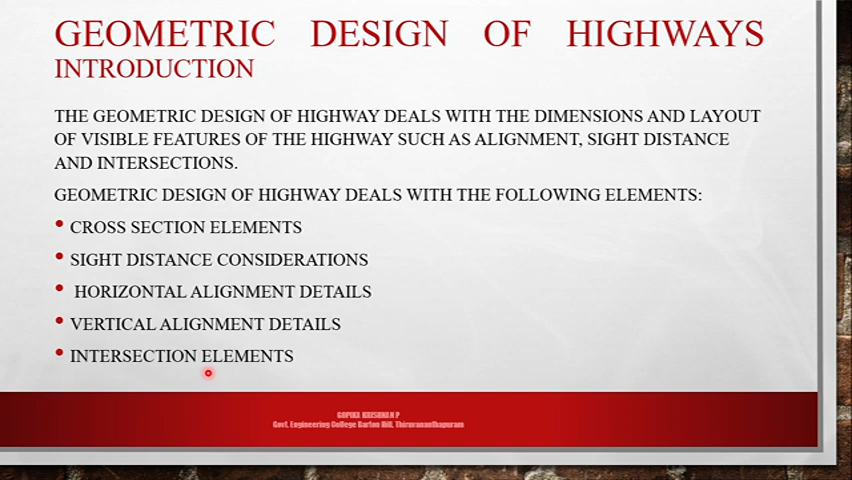 GEOMETRIC DESIGN OF HIGHWAYS
INTRODUCTION
THE GEOMETRIC DESIGN OF HIGHWAY DEALS WITH THE DIMENSIONS AND LAYOUT
OF VISIBLE FEATURES OF THE HIGHWAY SUCH AS ALIGNMENT, SIGHT DISTANCE
AND INTERSECTIONS.
GEOMETRIC DESIGN OF HIGHWAY DEALS WITH THE FOLLOWING ELEMENTS:
• CROSS SECTION ELEMENTS
• SIGHT DISTANCE CONSIDERATIONS
• HORIZONTAL ALIGNMENT DETAILS
• VERTICAL ALIGNMENT DETAILS
• INTERSECTION ELEMENTS
GOPIKA KRISHNAN P
Govt. Engineering College Barton Hill, Thiruvananthapuram